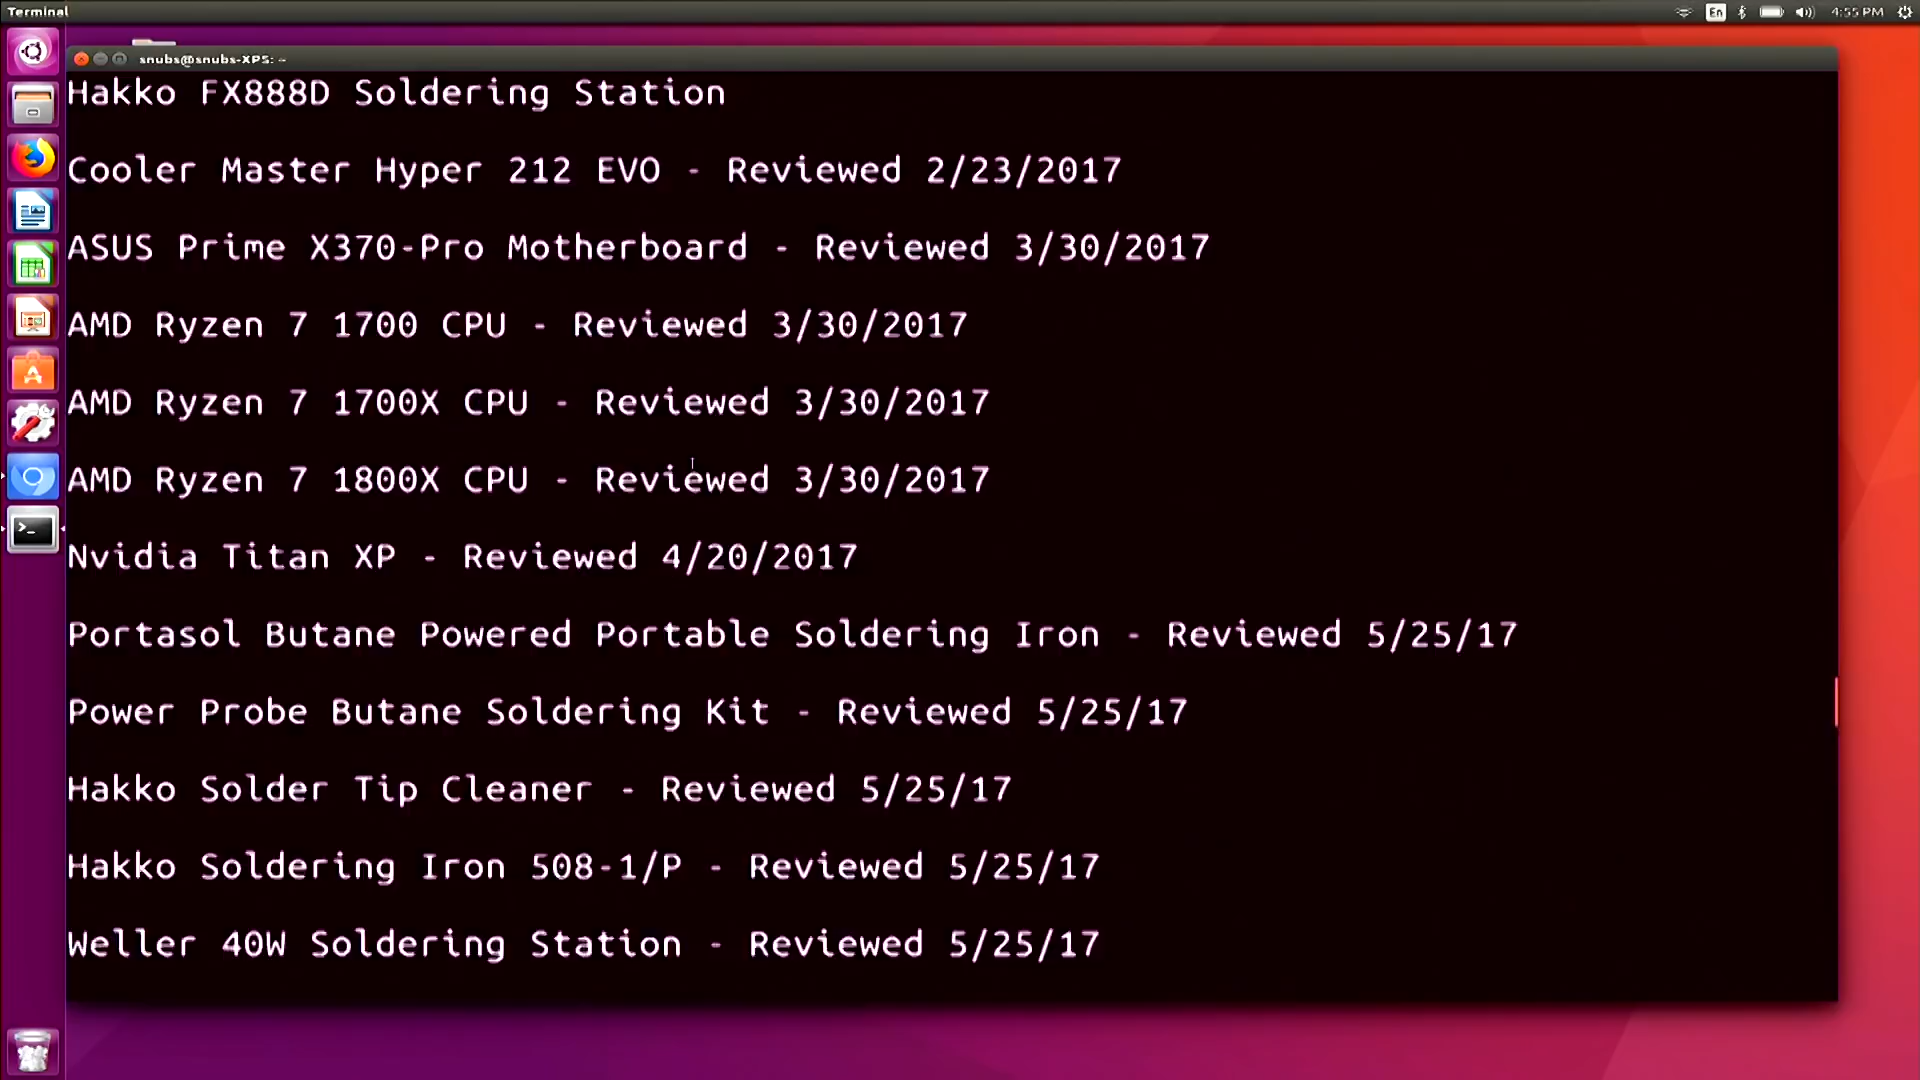 Terminal
En
4:55 PM
snubs@snubs-XPS: ~
Hakko FX888D Soldering Station
Cooler Master Hyper 212 EVO - Reviewed 2/23/2017
ASUS Prime X370-Pro Motherboard - Reviewed 3/30/2017
AMD Ryzen 7 1700 CPU - Reviewed 3/30/2017
AMD Ryzen 7 1700X CPU - Reviewed 3/30/2017
AMD Ryzen 7 1800X CPU - Reviewed 3/30/2017
Nvidia Titan XP - Reviewed 4/20/2017
Portasol Butane Powered Portable Soldering Iron - Reviewed 5/25/17
Power Probe Butane Soldering Kit - Reviewed 5/25/17
Hakko Solder Tip Cleaner - Reviewed 5/25/17
Hakko Soldering Iron 508-1/P - Reviewed 5/25/17
Weller 40W Soldering Station - Reviewed 5/25/17